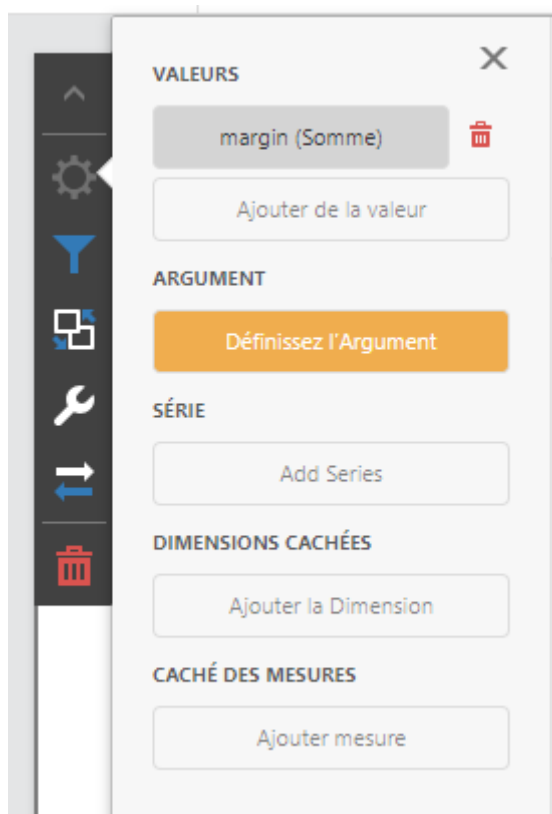 VALEURS
margin (Somme)
Ajouter de la valeur
ARGUMENT
Définissez l'Argument
SÉRIE
Add Series
DIMENSIONS CACHÉES
Ajouter la Dimension
CACHÉ DES MESURES
Ajouter mesure